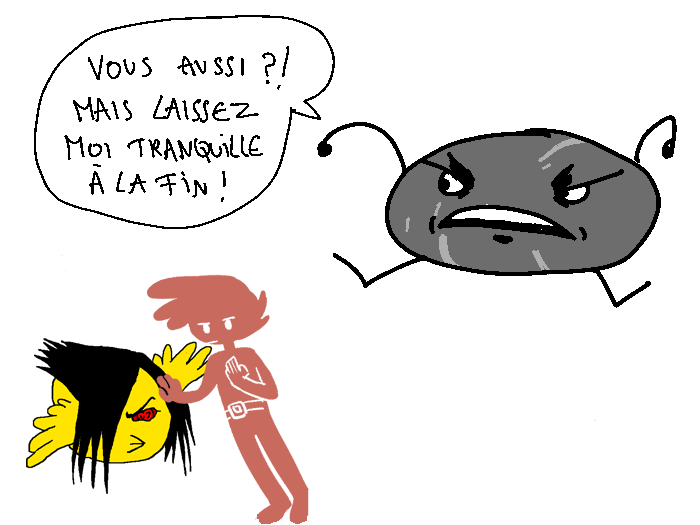 VOUS AUSSI ?!
MAIS LAISSEZ
MOI TRANQUILLE
À LA FIN !